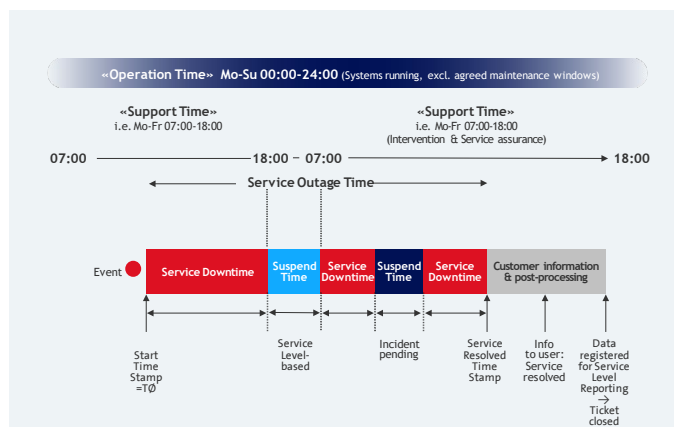 «Operation Time» Mo-Su 00:00-24:00 (Systems running, excl. agreed maintenance windows)
«Support Time»
i.e. Mo-Fr 07:00-18:00
«Support Time»
i.e. Mo-Fr 07:00-18:00
(Intervention & Service assurance)
07:00
18:00 – 07:00
18:00
Service Outage Time
Event
Service Downtime
Suspend
Time
Service
Downtime
Suspend
Time
Service
Downtime
Customer information
& post-processing
Start
Time
Stamp
=TØ
Service
Level-
based
Incident
pending
Service
Resolved
Time
Stamp
Info
to user:
Service
resolved
Data
registered
for Service
Level
Reporting
→
Ticket
closed